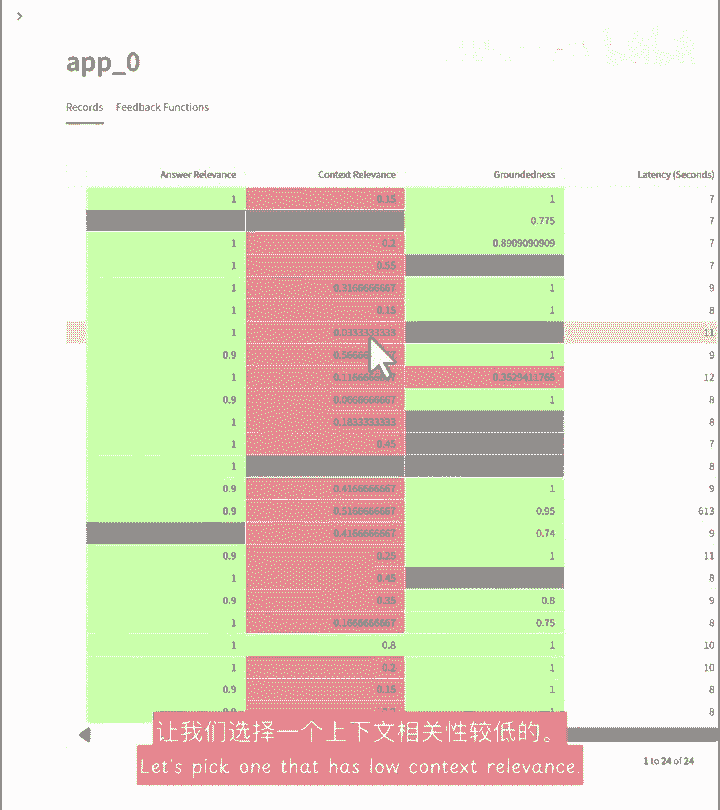 app_0
Records Feedback Functions
Answer Relevance Context Relevance Groundedness Latency (Seconds)
1 0.15 1 7
0.775 7
1 0.2 0.8909090909 7
1 0.55 7
1 0.3166666667 1 9
1 0.15 1 8
1 0.0333333333 11
0.9 1 9
1 0.3529411765 12
0.9 0.0666666667 1 8
1 0.1833333333 8
1 0.45 7
1 8
0.9 0.4166666667 1 9
0.9 0.5166666667 0.95 613
0.4166666667 0.74 9
0.9 0.25 1 11
1 0.45 8
0.9 0.35 0.8 9
1 0.1666666667 0.75 8
1 0.8 1 10
1 0.2 1 10
0.9 0.15 1 8
0.9 1 8
让我们选择一个上下文相关性较低的。
Let's pick one that has low context relevance.
1 to 24 of 24